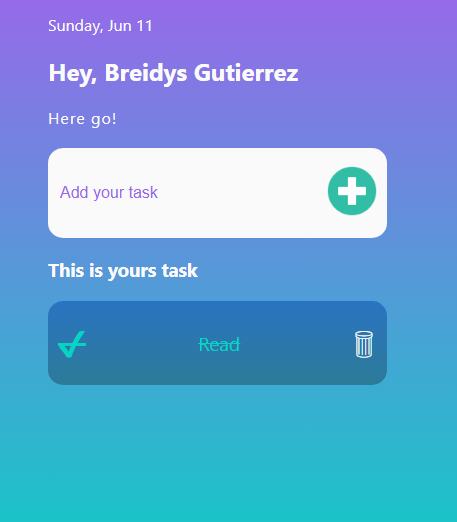 Sunday, Jun 11
Hey, Breidys Gutierrez
Here go!
Add your task
This is yours task
Read